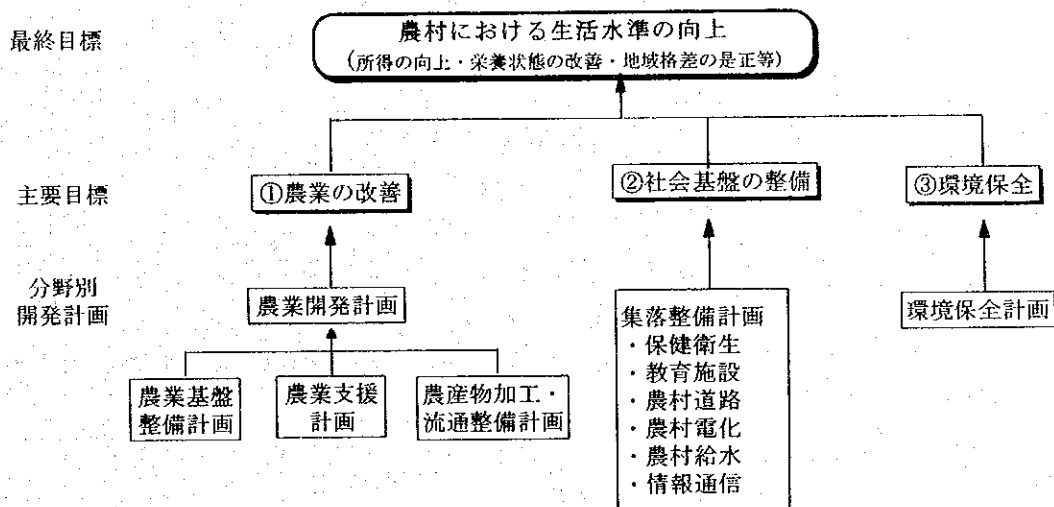 最終目標
農村における生活水準の向上
(所得の向上・栄養状態の改善・地域格差の是正等)
主要目標
①農業の改善
②社会基盤の整備
③環境保全
分野別
開発計画
農業開発計画
環境保全計画
農業基盤
整備計画
農業支援
計画
農産物加工・
流通整備計画
集落整備計画
・保健衛生
・教育施設
・農村道路
・農村電化
・農村給水
・情報通信